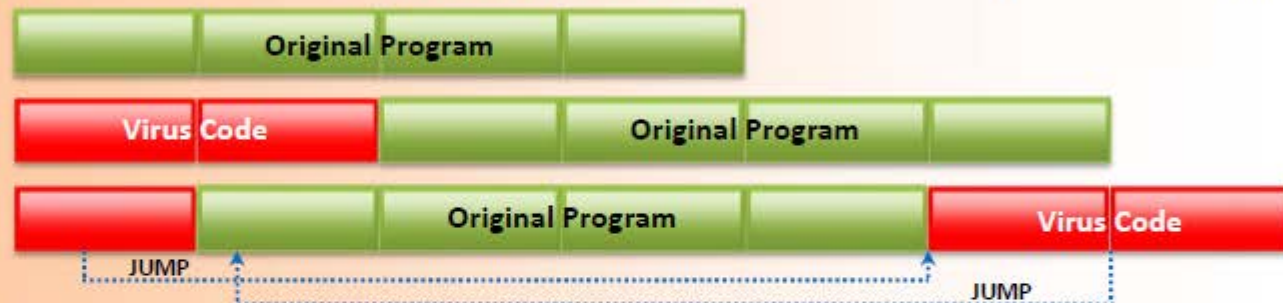 Original Program
Virus Code Original Program
Original Program Virus Code
JUMP
JUMP